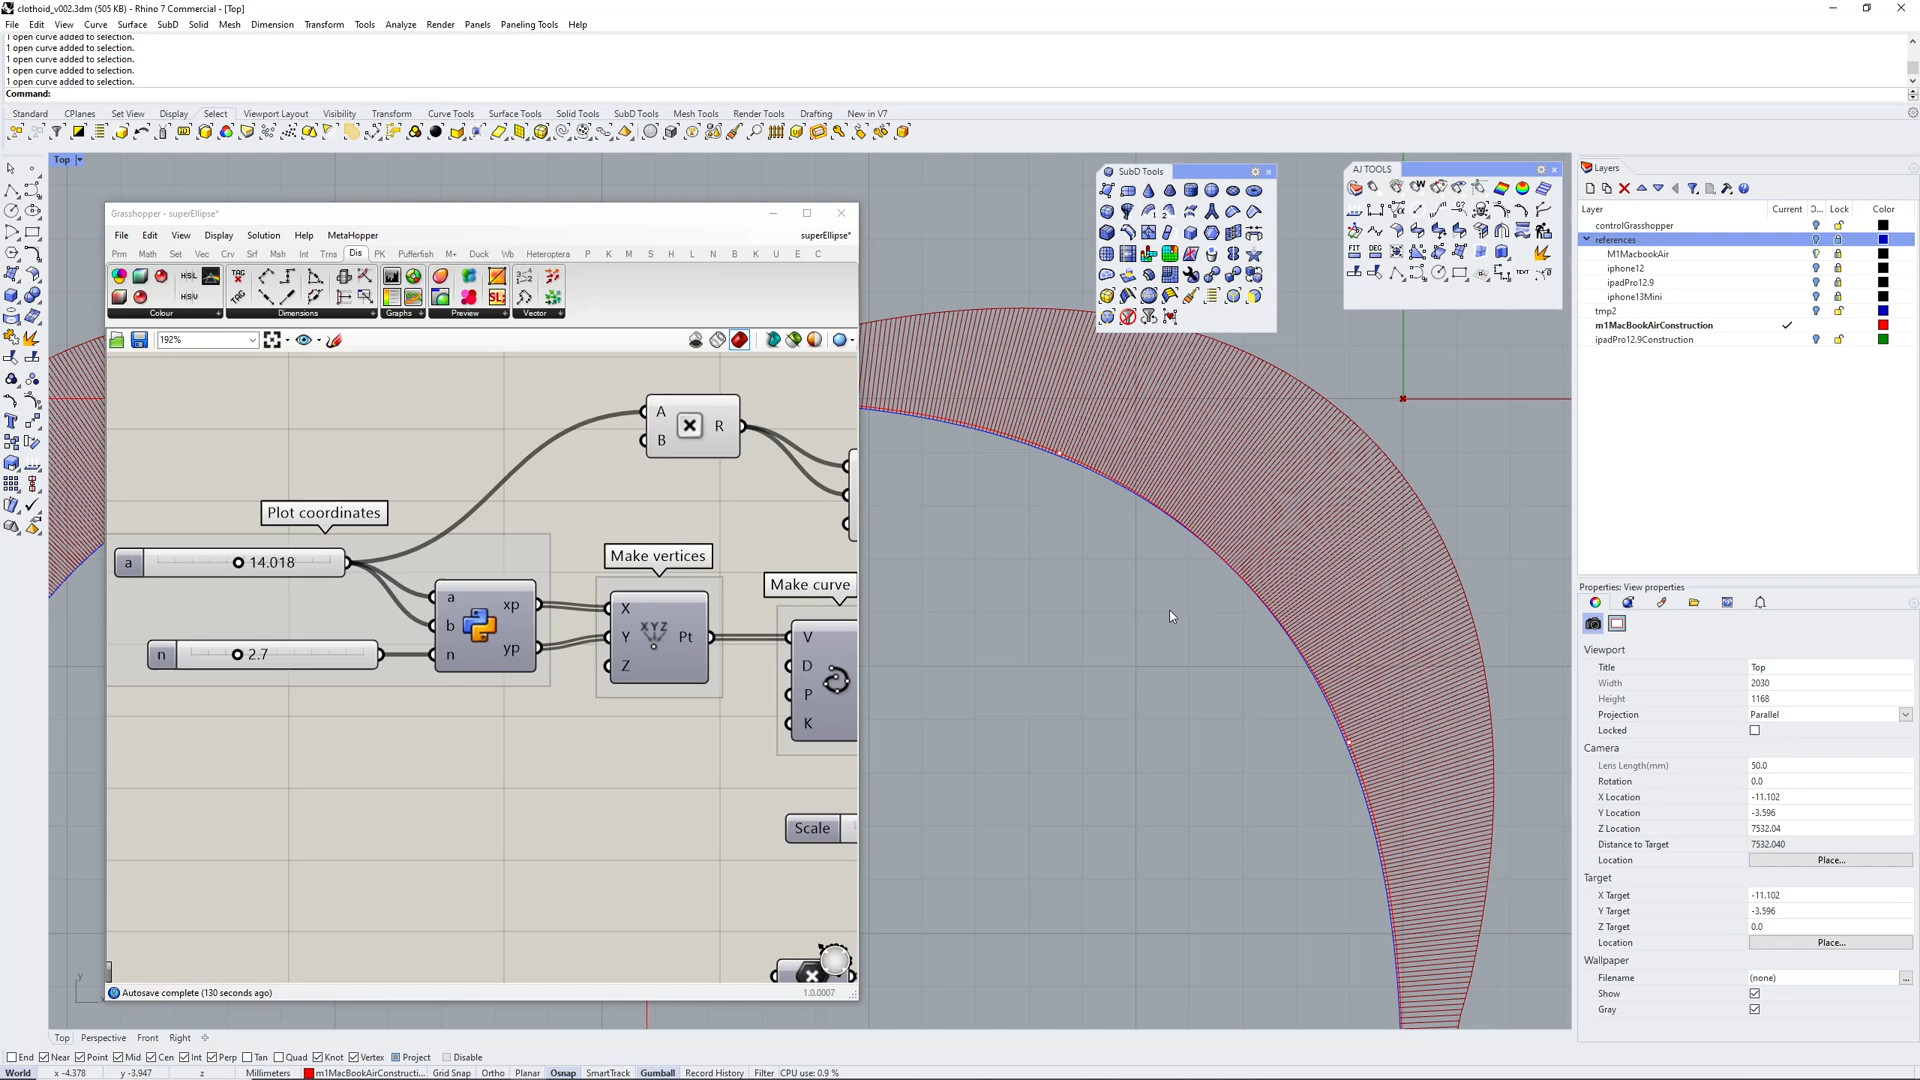 clothoid_v002.3dm (505 KB) - Rhino 7 Commercial - [Top]
File Edit View Curve Surface SubD Solid Mesh Dimension Transform Tools Analyze Render Panels Paneling Tools Help
1 open curve added to selection.
1 open curve added to selection.
1 open curve added to selection.
1 open curve added to selection.
1 open curve added to selection.
Command:
Standard CPlanes Set View Display Select Viewport Layout Visibility Transform Curve Tools Surface Tools Solid Tools SubD Tools Mesh Tools Render Tools Drafting New in V7
Top
SubD Tools
AJ TOOLS
FIT DEG
TEXT
Grasshopper - superEllipse*
File Edit View Display Solution Help MetaHopper superEllipse*
Prm Math Set Vec Crv Srf Msh Int Trns Dis PK Pufferfish M+ Duck Wb Heteroptera K P K M S H L N B K U E C
HSL TAG
HSV TAG SL
Colour Dimensions Graphs Preview Vector
192%
A B R
Plot coordinates
a 14.018
Make vertices
Make curve
a b n xp yp
n 2.7
X Y Z XYZ Pt
V D P K
Scale
Autosave complete (130 seconds ago) 1.0.0007
Layers
Layer Current O... Lock Color
controlGrasshopper
references
M1MacbookAir
iphone12
ipadPro12.9
iphone13Mini
tmp2
m1MacBookAirConstruction
ipadPro12.9Construction
Properties: View properties
Viewport
Title Top
Width 2030
Height 1168
Projection Parallel
Locked
Camera
Lens Length(mm) 50.0
Rotation 0.0
X Location -11.102
Y Location -3.596
Z Location 7532.04
Distance to Target 7532.040
Location Place...
Target
X Target -11.102
Y Target -3.596
Z Target 0.0
Location Place...
Wallpaper
Filename (none) ...
Show
Gray
y
Top Perspective Front Right
End Near Point Mid Cen Int Perp Tan Quad Knot Vertex Project Disable
World x -4.378 y -3.947 z Millimeters m1MacBookAirConstructi... Grid Snap Ortho Planar Osnap SmartTrack Gumball Record History Filter CPU use: 0.9 %